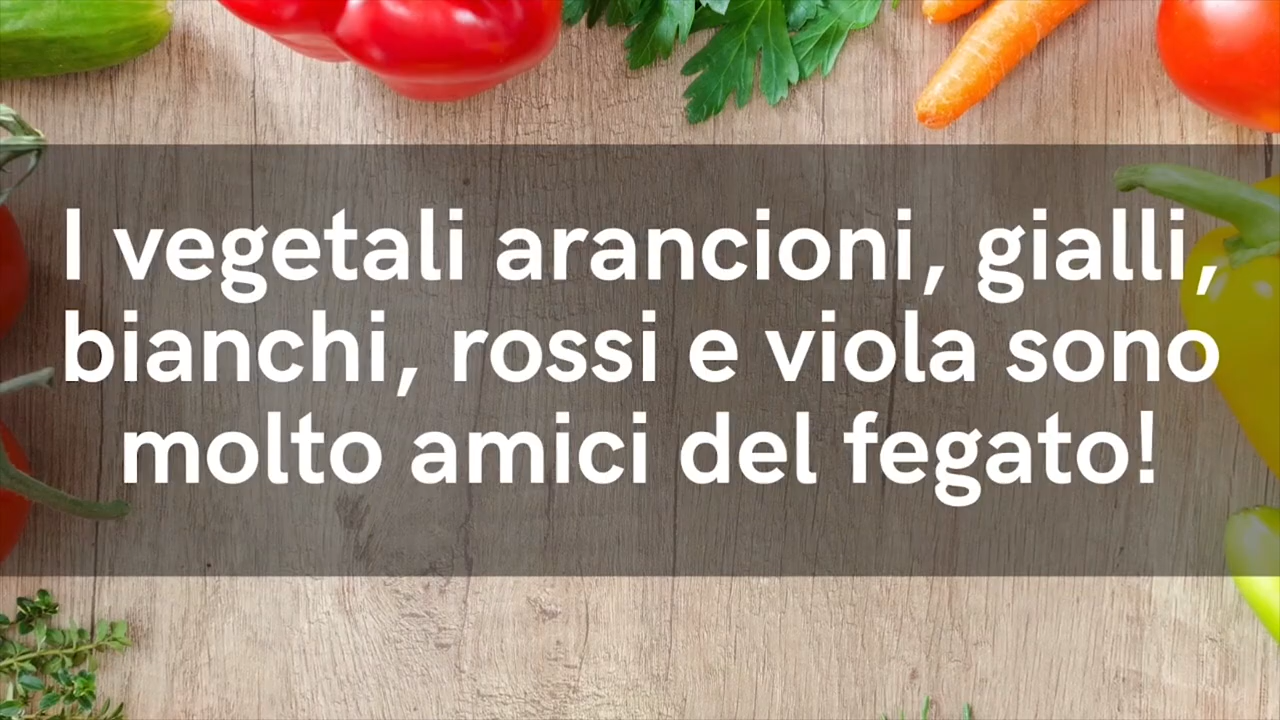 I vegetali arancioni, gialli,
bianchi, rossi e viola sono
molto amici del fegato!